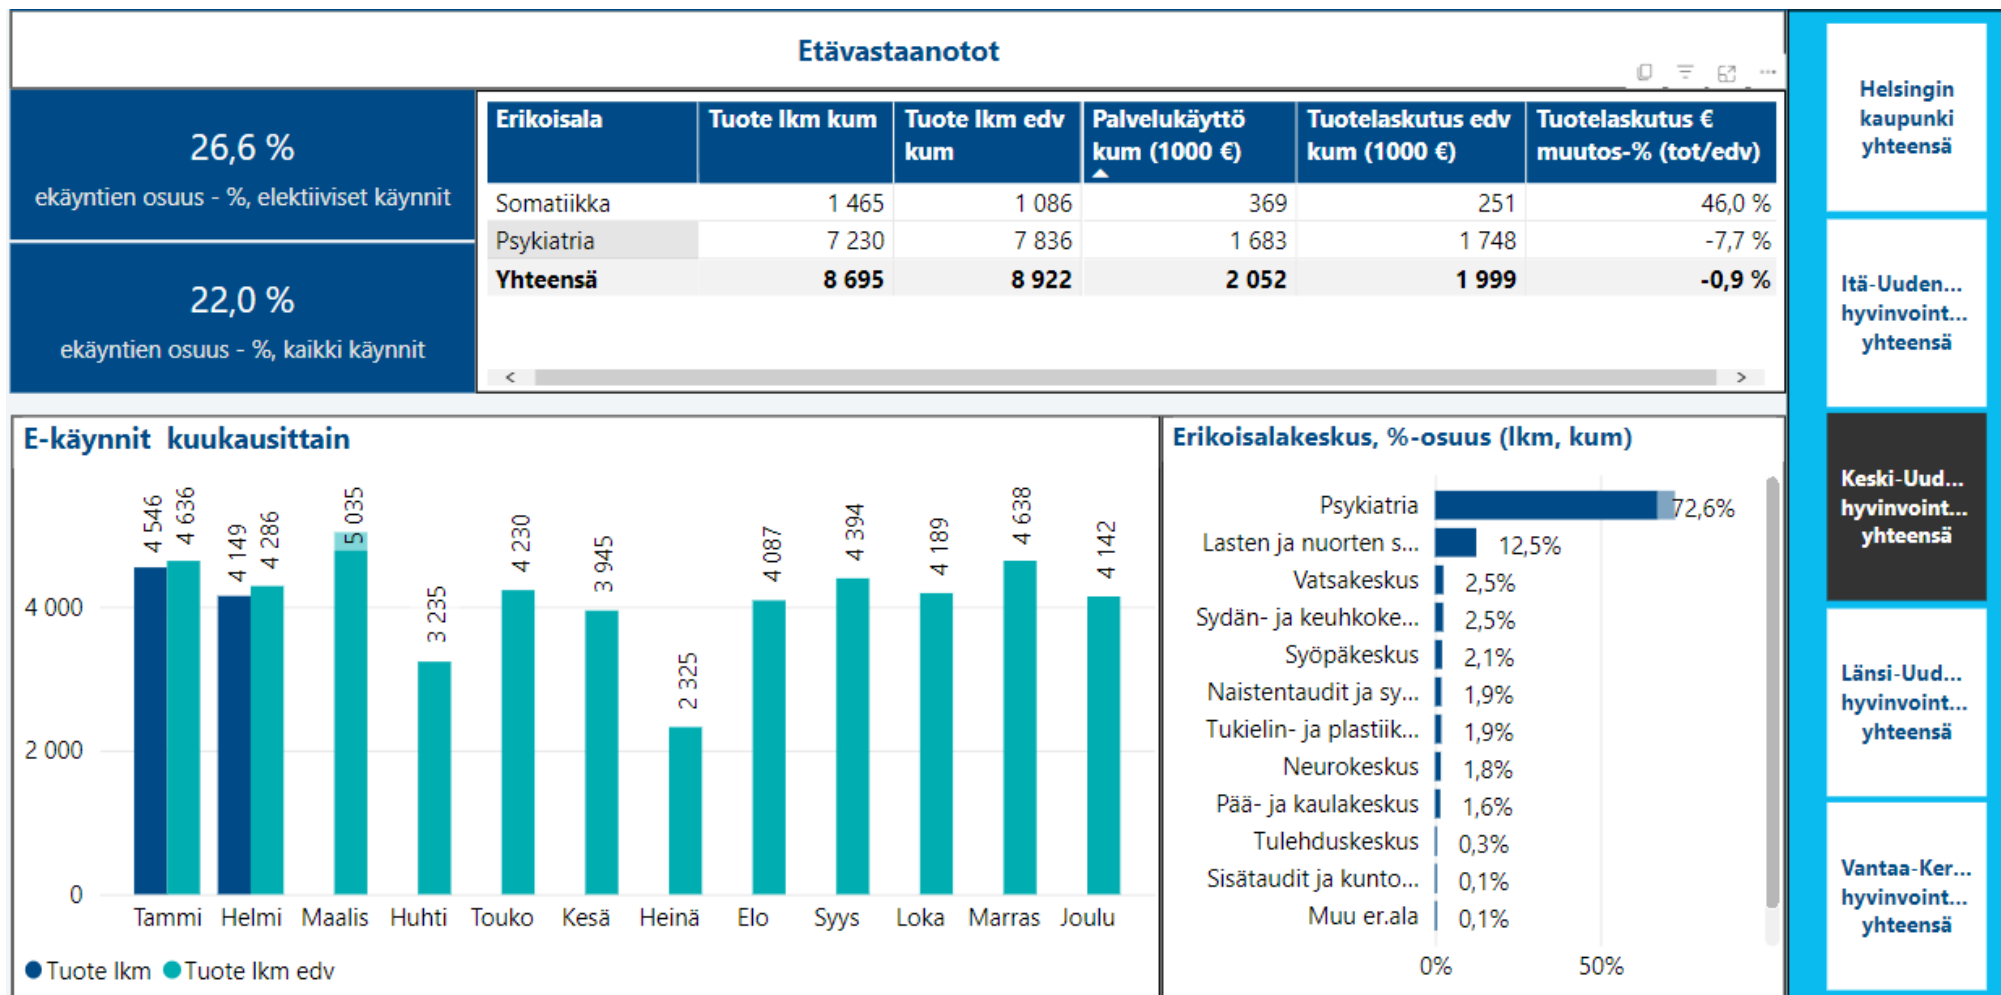 Etävastaanotot
26,6 %
ekäyntien osuus - %, elektiiviset käynnit
22,0 %
ekäyntien osuus - %, kaikki käynnit
Erikoisala Tuote lkm kum Tuote lkm edv kum Palvelukäyttö kum (1000 €) Tuotelaskutus edv kum (1000 €) Tuotelaskutus € muutos-% (tot/edv)
Somatiikka 1 465 1 086 369 251 46,0 %
Psykiatria 7 230 7 836 1 683 1 748 -7,7 %
Yhteensä 8 695 8 922 2 052 1 999 -0,9 %
E-käynnit kuukausittain
4 546 4 636 4 149 4 286 5 035 3 235 4 230 3 945 2 325 4 087 4 394 4 189 4 638 4 142
4 000
2 000
0
Tammi Helmi Maalis Huhti Touko Kesä Heinä Elo Syys Loka Marras Joulu
Tuote lkm Tuote lkm edv
Erikoisalakeskus, %-osuus (lkm, kum)
Psykiatria 72,6%
Lasten ja nuorten s... 12,5%
Vatsakeskus 2,5%
Sydän- ja keuhkoke... 2,5%
Syöpäkeskus 2,1%
Naistentaudit ja sy... 1,9%
Tukielin- ja plastiik... 1,9%
Neurokeskus 1,8%
Pää- ja kaulakeskus 1,6%
Tulehduskeskus 0,3%
Sisätaudit ja kunto... 0,1%
Muu er.ala 0,1%
0% 50%
Helsingin
kaupunki
yhteensä
Itä-Uuden...
hyvinvoint...
yhteensä
Keski-Uud...
hyvinvoint...
yhteensä
Länsi-Uud...
hyvinvoint...
yhteensä
Vantaa-Ker...
hyvinvoint...
yhteensä